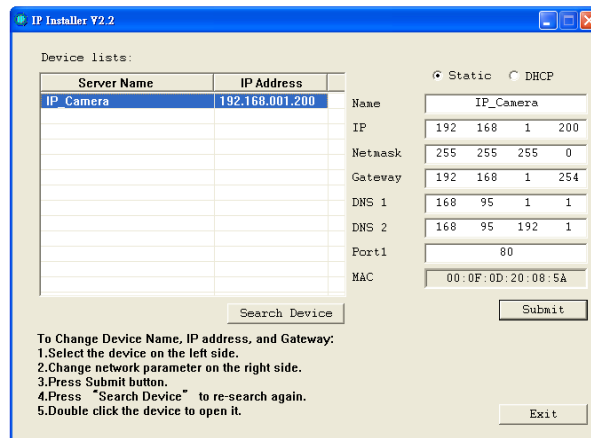 IP Installer V2.2
Device lists:
Static DHCP
Server Name IP Address
IP_Camera 192.168.001.200
Name IP_Camera
IP 192 168 1 200
Netmask 255 255 255 0
Gateway 192 168 1 254
DNS 1 168 95 1 1
DNS 2 168 95 192 1
Port1 80
MAC 00:0F:0D:20:08:5A
Search Device
Submit
To Change Device Name, IP address, and Gateway:
1.Select the device on the left side.
2.Change network parameter on the right side.
3.Press Submit button.
4.Press “Search Device” to re-search again.
5.Double click the device to open it.
Exit